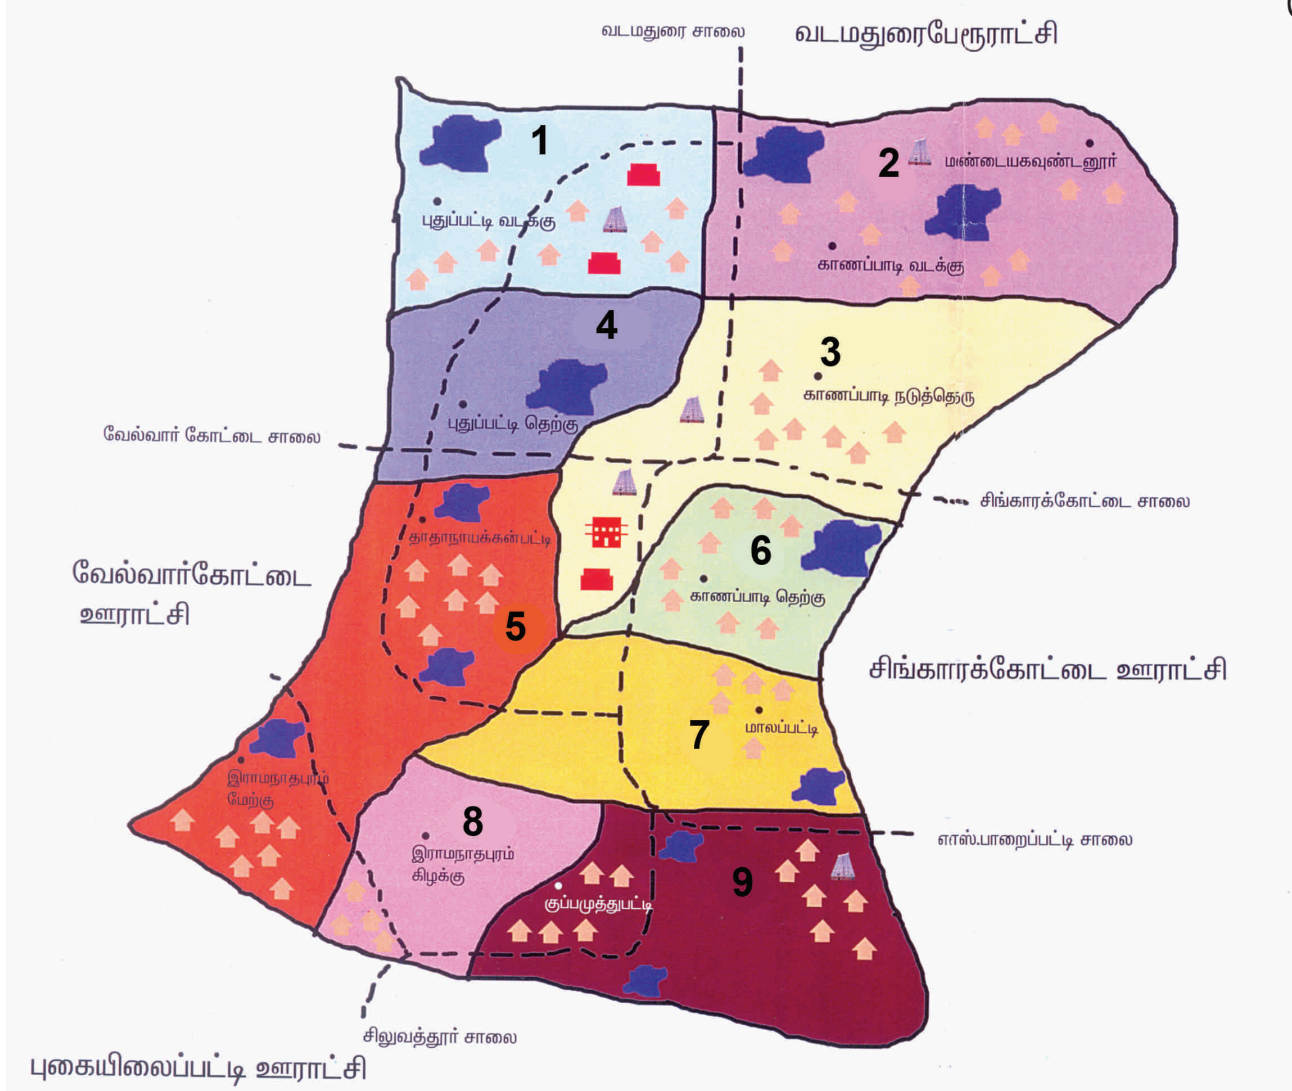 வடமதுரை சாலை
வடமதுரைபேரூராட்சி
1
2
மண்டையகவுண்டனூர்
புதுப்பட்டி வடக்கு
காணப்பாடி வடக்கு
4
3
காணப்பாடி நடுத்தெரு
புதுப்பட்டி தெற்கு
வேல்வார் கோட்டை சாலை
சிங்காரக்கோட்டை சாலை
தாதாநாயக்கன்பட்டி
6
வேல்வார்கோட்டை
ஊராட்சி
காணப்பாடி தெற்கு
5
சிங்காரக்கோட்டை ஊராட்சி
7
மாலப்பட்டி
இராமநாதபுரம்
மேற்கு
8
எாஸ்.பாறைப்பட்டி சாலை
இராமநாதபுரம்
கிழக்கு
9
குப்பமுத்துபட்டி
சிலுவத்தூர் சாலை
புகையிலைப்பட்டி ஊராட்சி